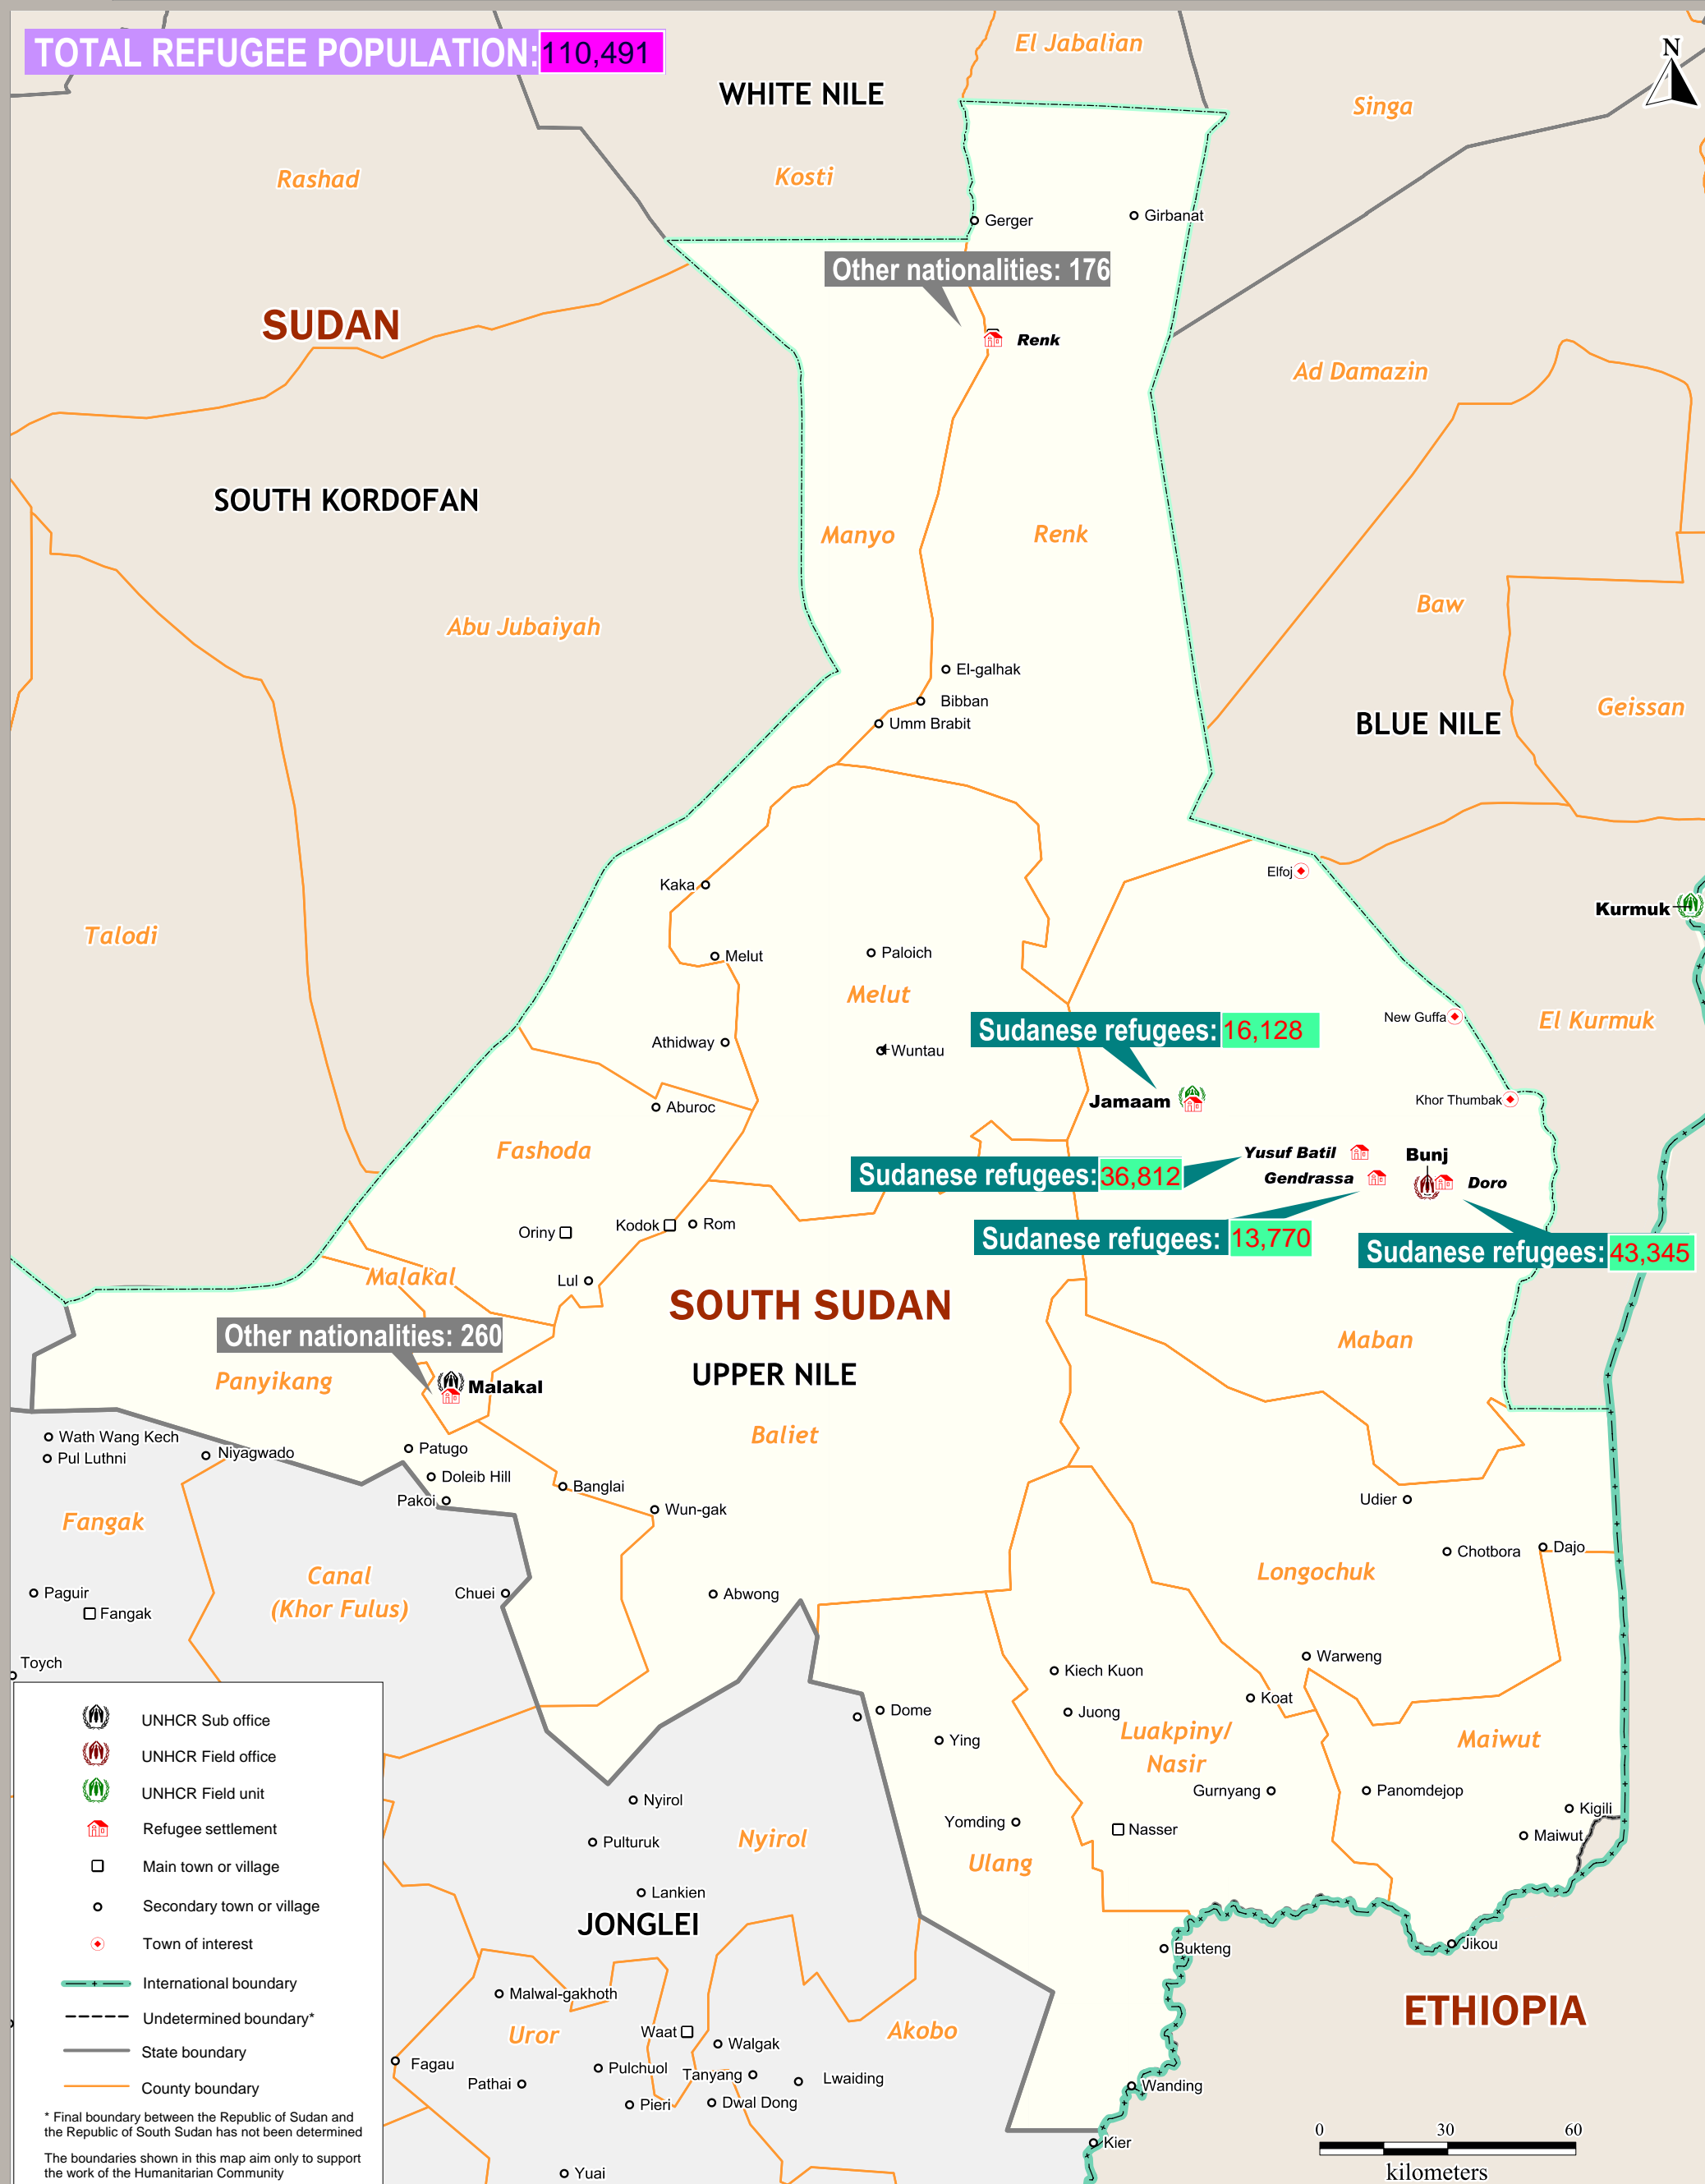 TOTAL REFUGEE POPULATION: 110,491
El Jabalian
N
WHITE NILE
Singa
Rashad
Kosti
Gerger
Girbanat
Other nationalities: 176
SUDAN
Renk
Ad Damazin
SOUTH KORDOFAN
Manyo
Renk
Baw
Abu Jubaiyah
El-galhak
Bibban
Geissan
Umm Brabit
BLUE NILE
Elfoj
Kaka
Kurmuk
Talodi
Melut
Paloich
Melut
New Guffa
El Kurmuk
Sudanese refugees: 16,128
Athidway
Wuntau
Jamaam
Khor Thumbak
Aburoc
Fashoda
Yusuf Batil
Bunj
Sudanese refugees: 36,812
Gendrassa
Doro
Oriny
Kodok
Rom
Sudanese refugees: 13,770
Sudanese refugees: 43,345
Malakal
Lul
SOUTH SUDAN
Other nationalities: 260
Maban
UPPER NILE
Panyikang
Malakal
Baliet
Wath Wang Kech
Pul Luthni
Niyagwado
Patugo
Doleib Hill
Banglai
Pakoi
Wun-gak
Udier
Fangak
Chotbora
Dajo
Canal
(Khor Fulus)
Longochuk
Paguir
Fangak
Chuei
Abwong
Toych
Warweng
Kiech Kuon
Koat
Dome
Juong
Ying
Luakpiny/
Nasir
Maiwut
Gurnyang
Panomdejop
Nyirol
Kigili
Yomding
Nasser
Maiwut
Pulturuk
Nyirol
Ulang
Lankien
JONGLEI
Bukteng
Jikou
Malwal-gakhoth
ETHIOPIA
Uror
Waat
Akobo
Walgak
Fagau
Pulchuol
Tanyang
Lwaiding
Pathai
Wanding
Pieri
Dwal Dong
Kier
Yuai
UNHCR Sub office
UNHCR Field office
UNHCR Field unit
Refugee settlement
Main town or village
Secondary town or village
Town of interest
International boundary
Undetermined boundary*
State boundary
County boundary
* Final boundary between the Republic of Sudan and
the Republic of South Sudan has not been determined
The boundaries shown in this map aim only to support
the work of the Humanitarian Community
0 30 60
kilometers